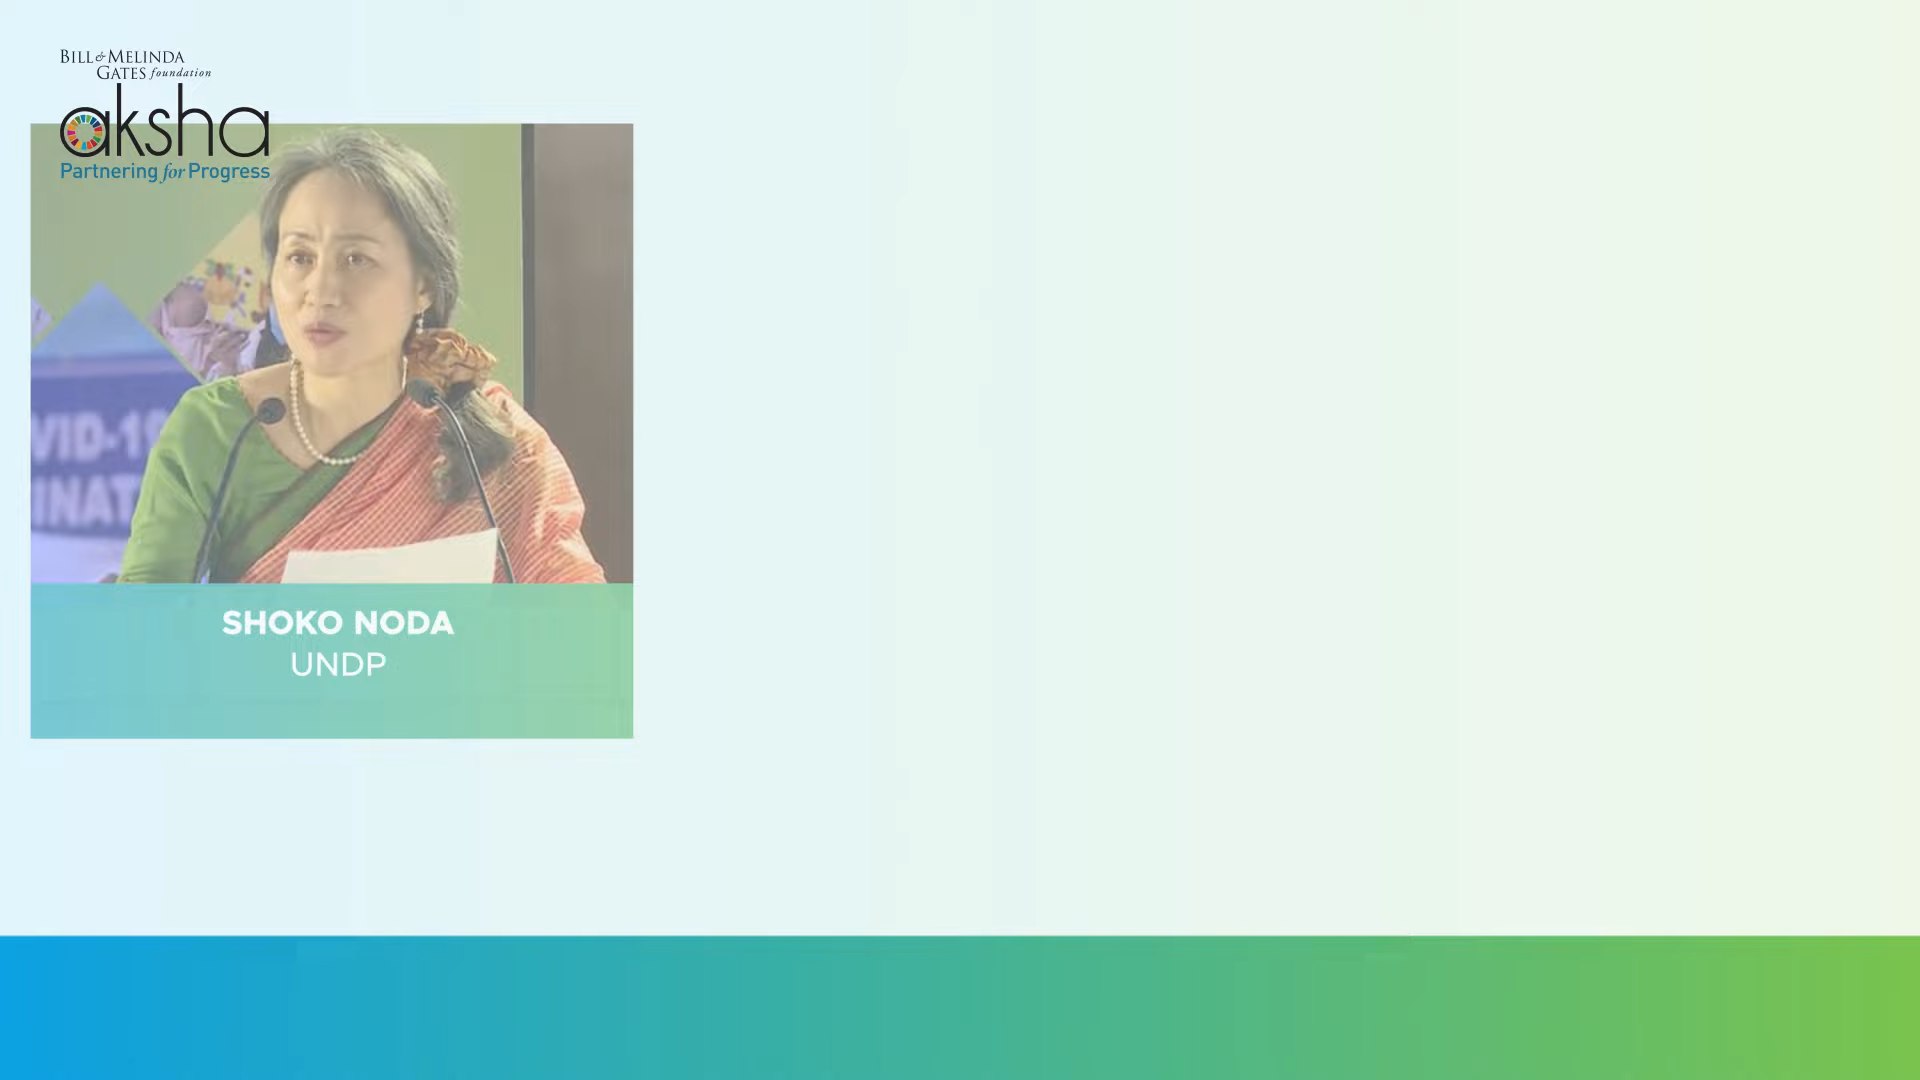 BILL & MELINDA
GATES foundation
aksha
Partnering for Progress
VID-19
INAT
SHOKO NODA
UNDP